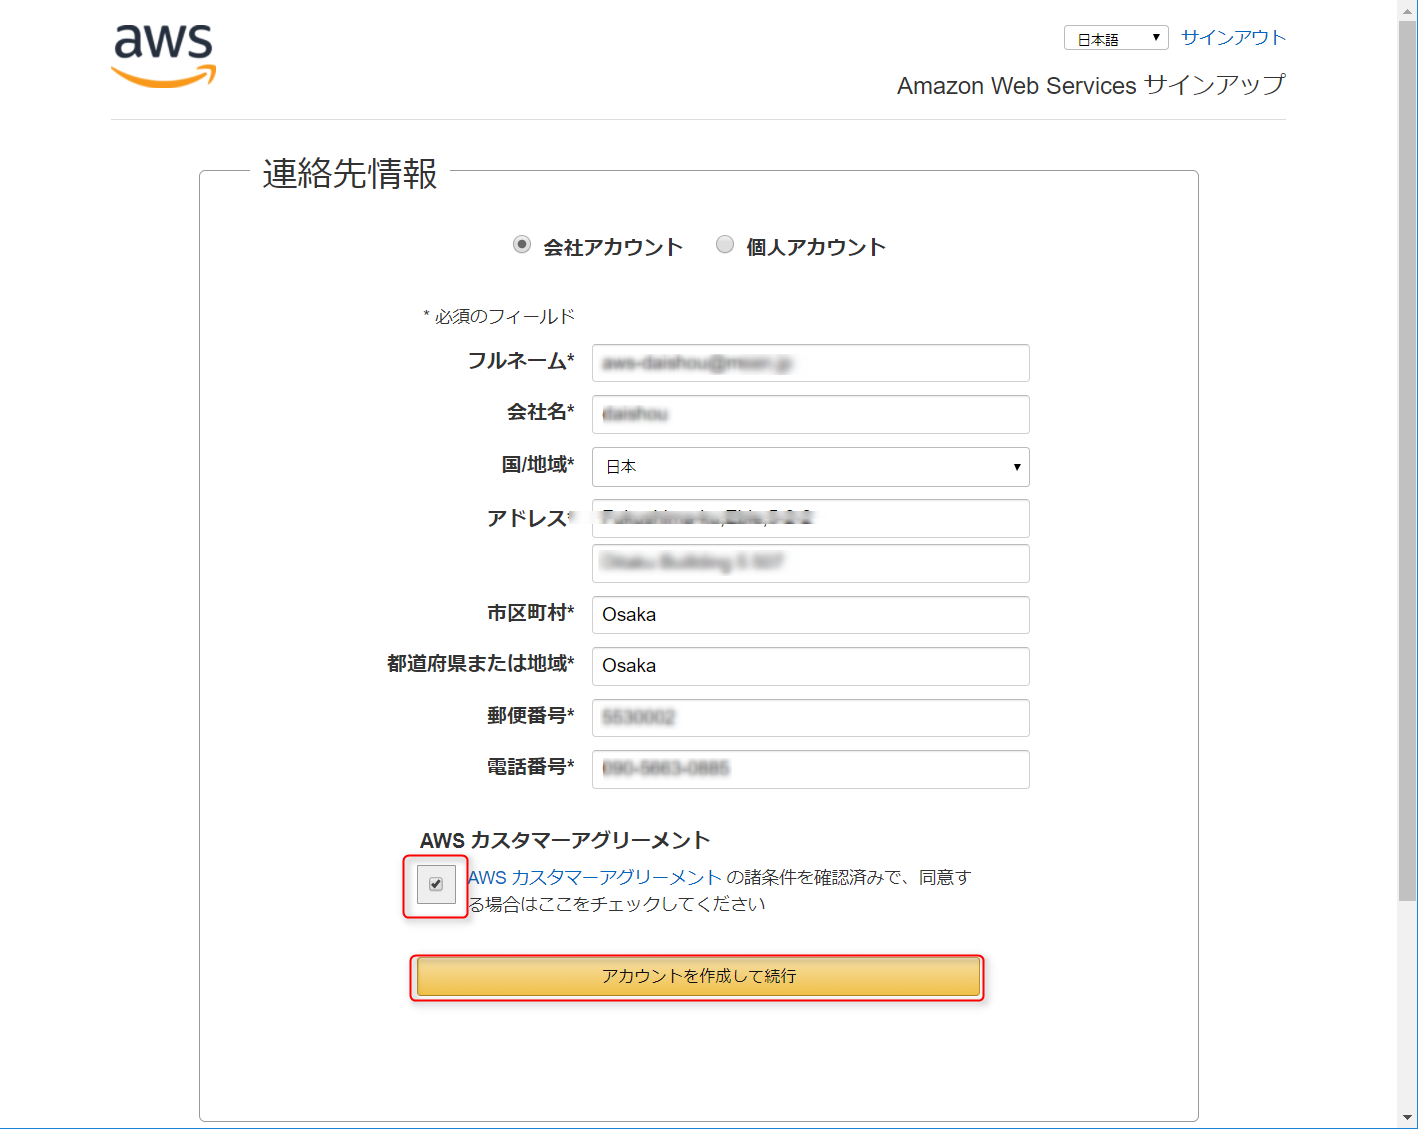 aws
日本語
サインアウト
Amazon Web Services サインアップ
連絡先情報
会社アカウント
個人アカウント
* 必須のフィールド
フルネーム*
会社名*
国/地域*
日本
アドレス*
市区町村*
Osaka
都道府県または地域*
Osaka
郵便番号*
電話番号*
AWS カスタマーアグリーメント
AWS カスタマーアグリーメント の諸条件を確認済みで、同意す
る場合はここをチェックしてください
アカウントを作成して続行